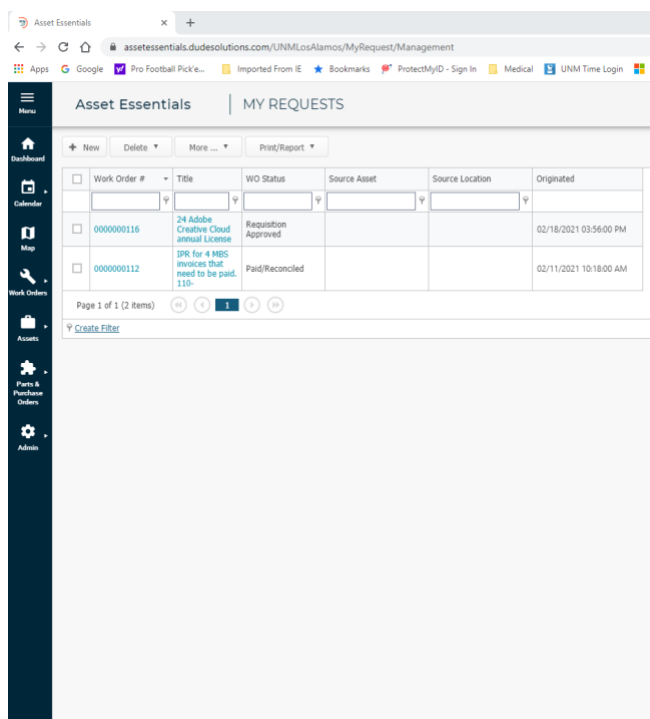 Asset Essentials
assetessentials.dudesolutions.com/UNMLosAlamos/MyRequest/Management
Apps Google Pro Football Pick'e... Imported From IE Bookmarks ProtectMyID - Sign In Medical UNM Time Login
Menu
Asset Essentials | MY REQUESTS
Dashboard
Calendar
Map
Work Orders
Assets
Parts &
Purchase
Orders
Admin
+ New Delete More ... Print/Report
Work Order # Title WO Status Source Asset Source Location Originated
0000000116
24 Adobe
Creative Cloud
annual License
Requisition
Approved
02/18/2021 03:56:00 PM
0000000112
IPR for 4 MBS
invoices that
need to be paid.
110-
Paid/Reconciled
02/11/2021 10:18:00 AM
Page 1 of 1 (2 items) 1
Create Filter